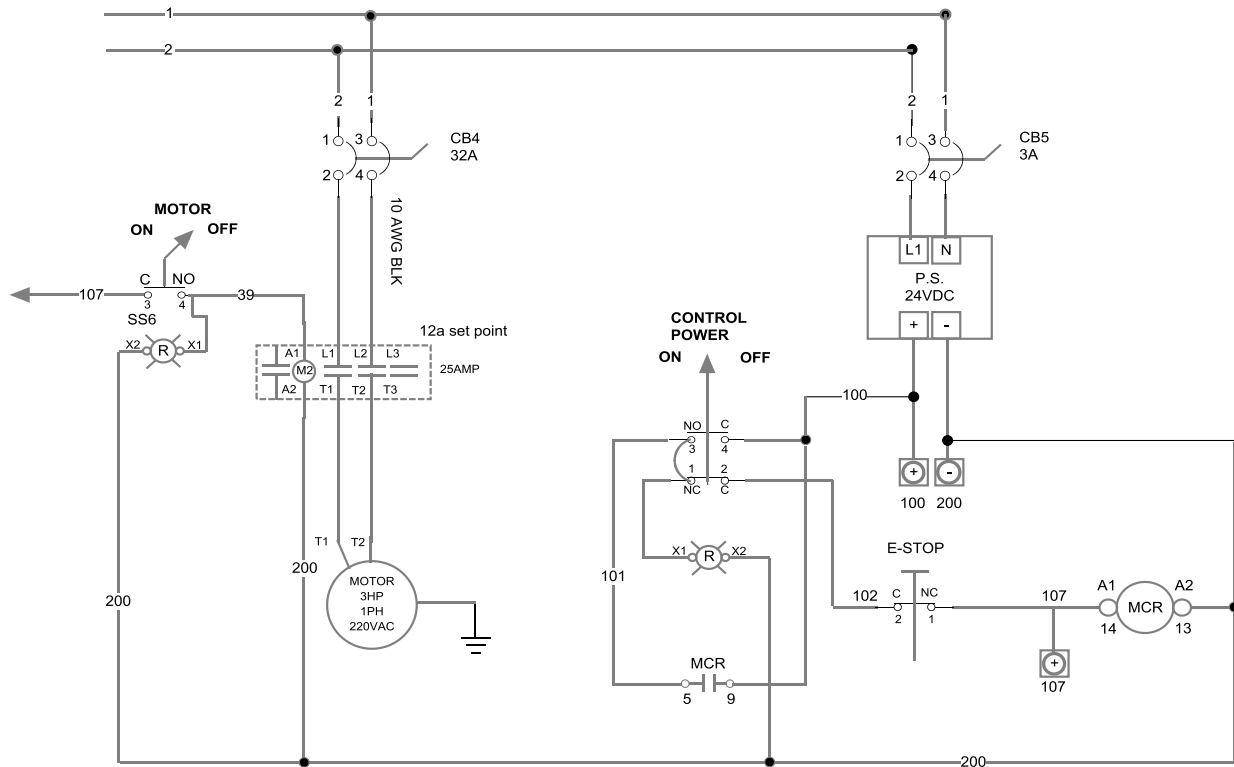 1
2
2 1
2 1
1 3
CB4
32A
2 4
1 3
CB5
3A
2 4
10 AWG BLK
MOTOR
ON OFF
C NO
107
3 4
39
SS6
X2 R X1
12a set point
A1 L1 L2 L3
M2
25AMP
A2 T1 T2 T3
L1 N
P.S.
24VDC
+ -
CONTROL
POWER
ON OFF
100
NO C
3 4
1 2
NC C
+ -
100 200
X1 R X2
T1 T2
MOTOR
3HP
1PH
220VAC
200
200
101
E-STOP
102
C NC
2 1
107
A1 MCR A2
14 13
+
107
MCR
5 9
200